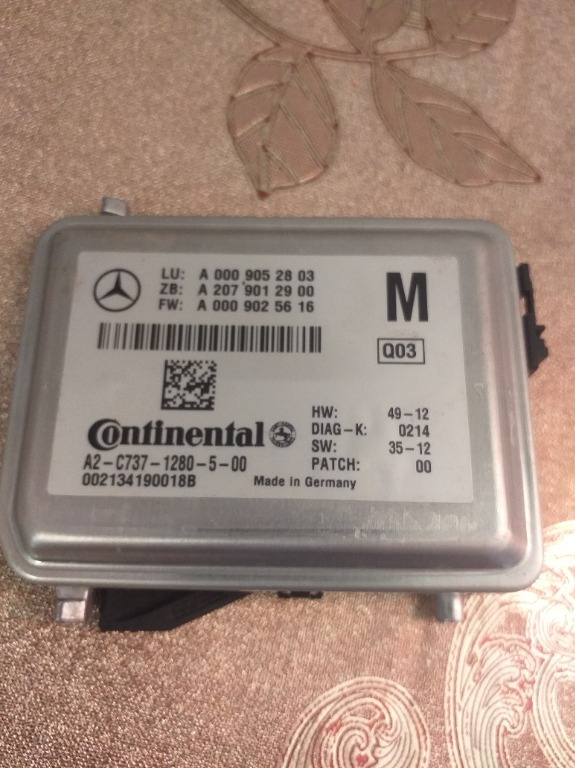 LU: A 000 905 28 03
ZB: A 207 901 29 00
FW: A 000 902 56 16
M
Q03
Continental
A2-C737-1280-5-00
002134190018B
HW: 49-12
DIAG-K: 0214
SW: 35-12
PATCH: 00
Made in Germany